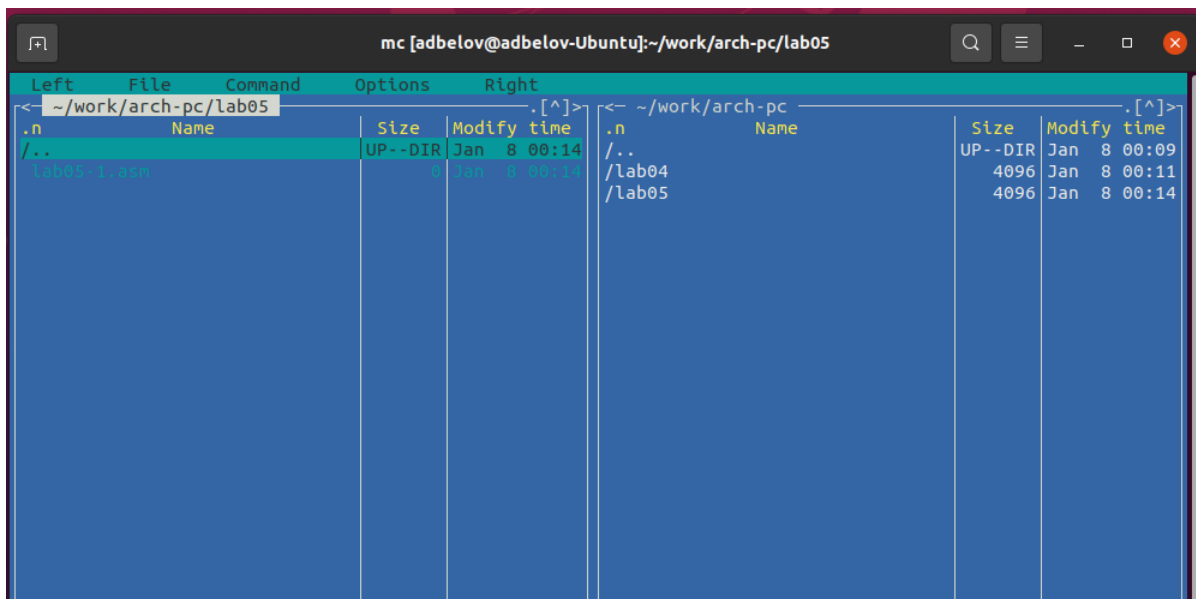 mc [adbelov@adbelov-Ubuntu]:~/work/arch-pc/lab05
Left File Command Options Right
<─ ~/work/arch-pc/lab05 ─.[^]>
.n Name Size Modify time
/.. UP--DIR Jan 8 00:14
lab05-1.asm 0 Jan 8 00:14
<─ ~/work/arch-pc ─.[^]>
.n Name Size Modify time
/.. UP--DIR Jan 8 00:09
/lab04 4096 Jan 8 00:11
/lab05 4096 Jan 8 00:14